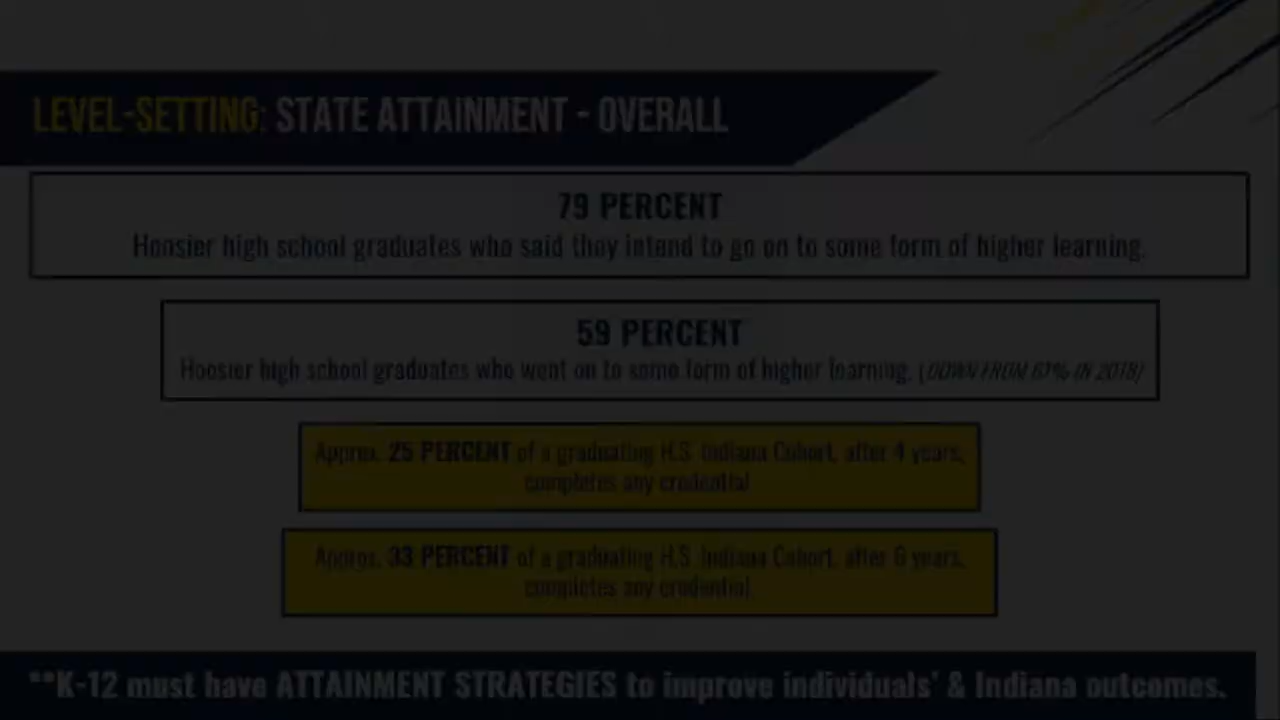 LEVEL-SETTING: STATE ATTAINMENT - OVERALL
79 PERCENT
Hoosier high school graduates who said they intend to go on to some form of higher learning.
59 PERCENT
Hoosier high school graduates who went on to some form of higher learning. (DOWN FROM 61% IN 2018)
Approx. 25 PERCENT of a graduating H.S. Indiana Cohort, after 4 years,
completes any credential
Approx. 33 PERCENT of a graduating H.S. Indiana Cohort, after 6 years,
completes any credential.
**K-12 must have ATTAINMENT STRATEGIES to improve individuals' & Indiana outcomes.